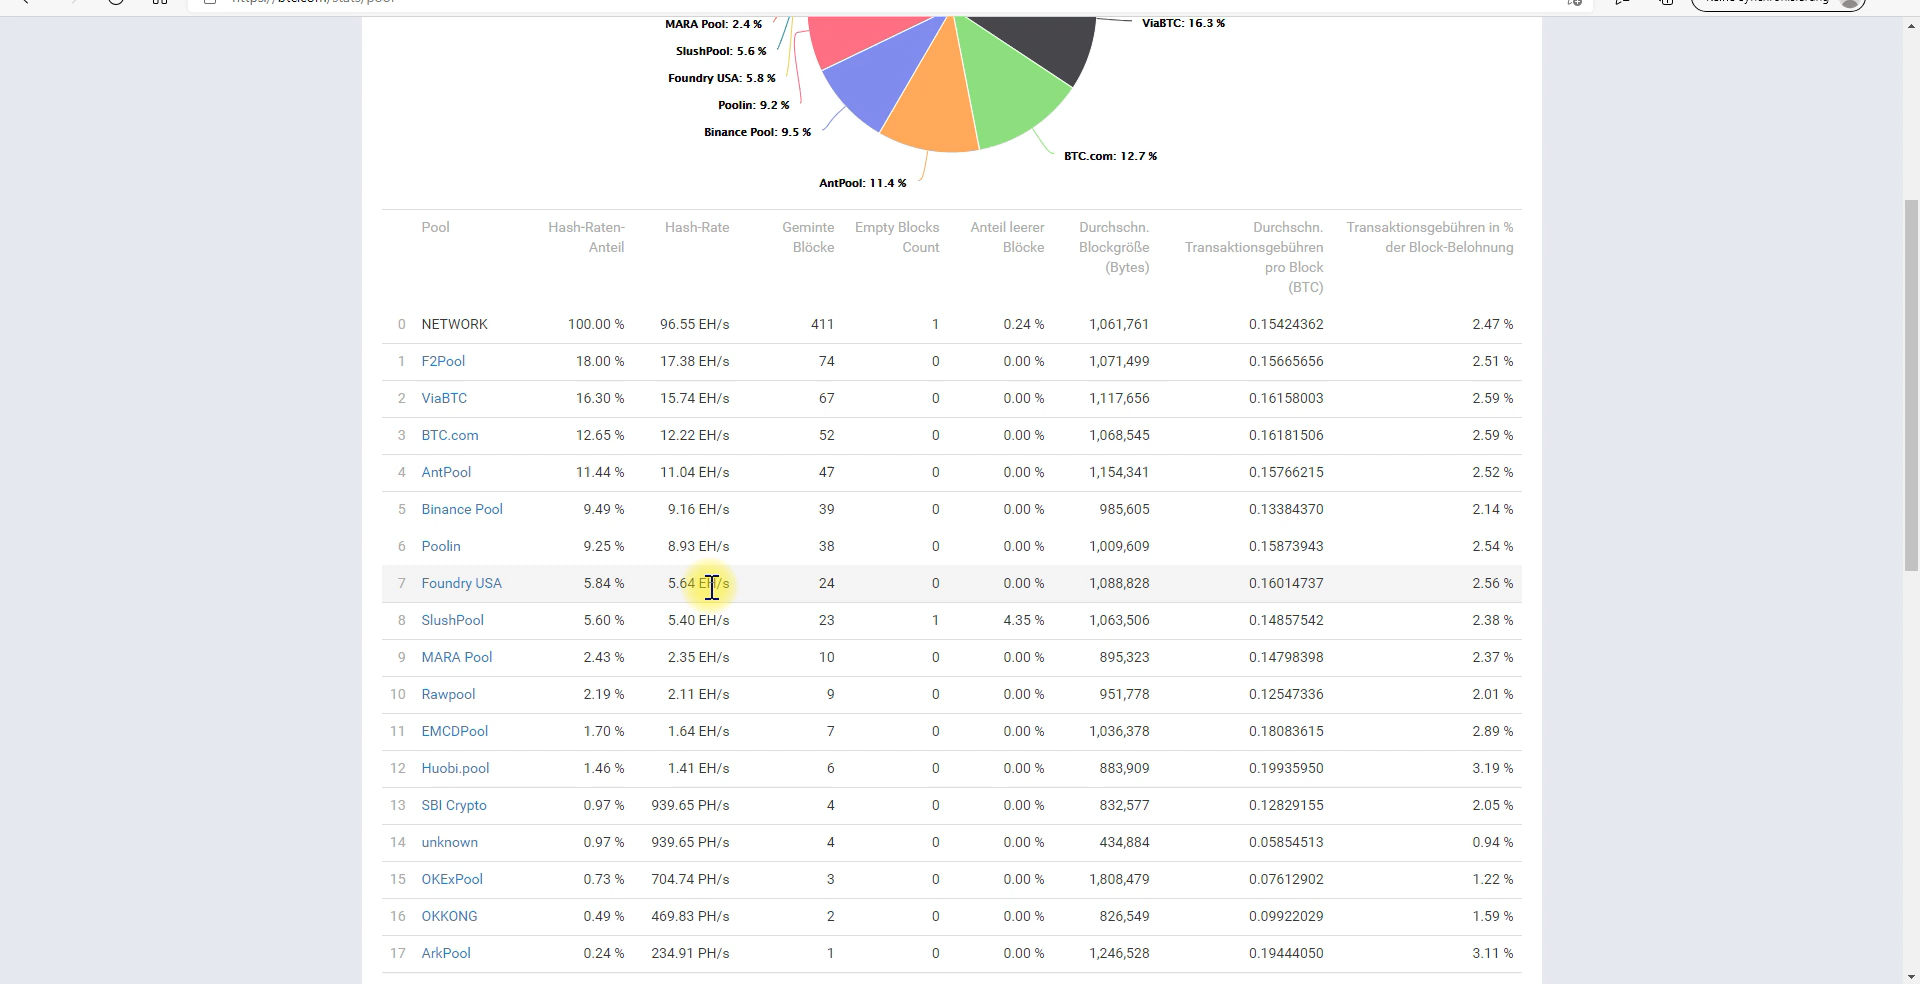 MARA Pool: 2.4 %
ViaBTC: 16.3 %
SlushPool: 5.6 %
Foundry USA: 5.8 %
Poolin: 9.2 %
Binance Pool: 9.5 %
BTC.com: 12.7 %
AntPool: 11.4 %
Pool Hash-Raten-Anteil Hash-Rate Geminte Blöcke Empty Blocks Count Anteil leerer Blöcke Durchschn. Blockgröße (Bytes) Durchschn. Transaktionsgebühren pro Block (BTC) Transaktionsgebühren in % der Block-Belohnung
0 NETWORK 100.00 % 96.55 EH/s 411 1 0.24 % 1,061,761 0.15424362 2.47 %
1 F2Pool 18.00 % 17.38 EH/s 74 0 0.00 % 1,071,499 0.15665656 2.51 %
2 ViaBTC 16.30 % 15.74 EH/s 67 0 0.00 % 1,117,656 0.16158003 2.59 %
3 BTC.com 12.65 % 12.22 EH/s 52 0 0.00 % 1,068,545 0.16181506 2.59 %
4 AntPool 11.44 % 11.04 EH/s 47 0 0.00 % 1,154,341 0.15766215 2.52 %
5 Binance Pool 9.49 % 9.16 EH/s 39 0 0.00 % 985,605 0.13384370 2.14 %
6 Poolin 9.25 % 8.93 EH/s 38 0 0.00 % 1,009,609 0.15873943 2.54 %
7 Foundry USA 5.84 % 5.64 EH/s 24 0 0.00 % 1,088,828 0.16014737 2.56 %
8 SlushPool 5.60 % 5.40 EH/s 23 1 4.35 % 1,063,506 0.14857542 2.38 %
9 MARA Pool 2.43 % 2.35 EH/s 10 0 0.00 % 895,323 0.14798398 2.37 %
10 Rawpool 2.19 % 2.11 EH/s 9 0 0.00 % 951,778 0.12547336 2.01 %
11 EMCDPool 1.70 % 1.64 EH/s 7 0 0.00 % 1,036,378 0.18083615 2.89 %
12 Huobi.pool 1.46 % 1.41 EH/s 6 0 0.00 % 883,909 0.19935950 3.19 %
13 SBI Crypto 0.97 % 939.65 PH/s 4 0 0.00 % 832,577 0.12829155 2.05 %
14 unknown 0.97 % 939.65 PH/s 4 0 0.00 % 434,884 0.05854513 0.94 %
15 OKExPool 0.73 % 704.74 PH/s 3 0 0.00 % 1,808,479 0.07612902 1.22 %
16 OKKONG 0.49 % 469.83 PH/s 2 0 0.00 % 826,549 0.09922029 1.59 %
17 ArkPool 0.24 % 234.91 PH/s 1 0 0.00 % 1,246,528 0.19444050 3.11 %